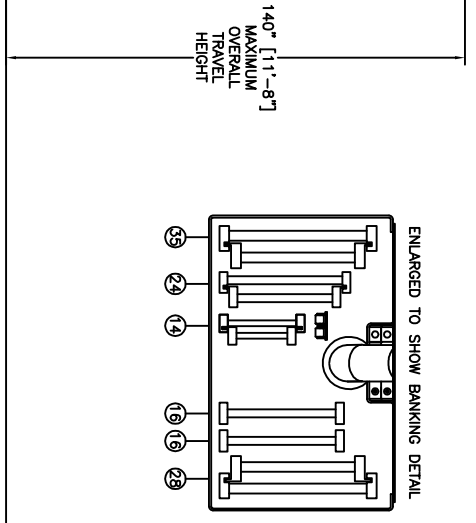 140" [11'-8"]
MAXIMUM
OVERALL
TRAVEL
HEIGHT
ENLARGED TO SHOW BANKING DETAIL
35
24
14
16
16
28